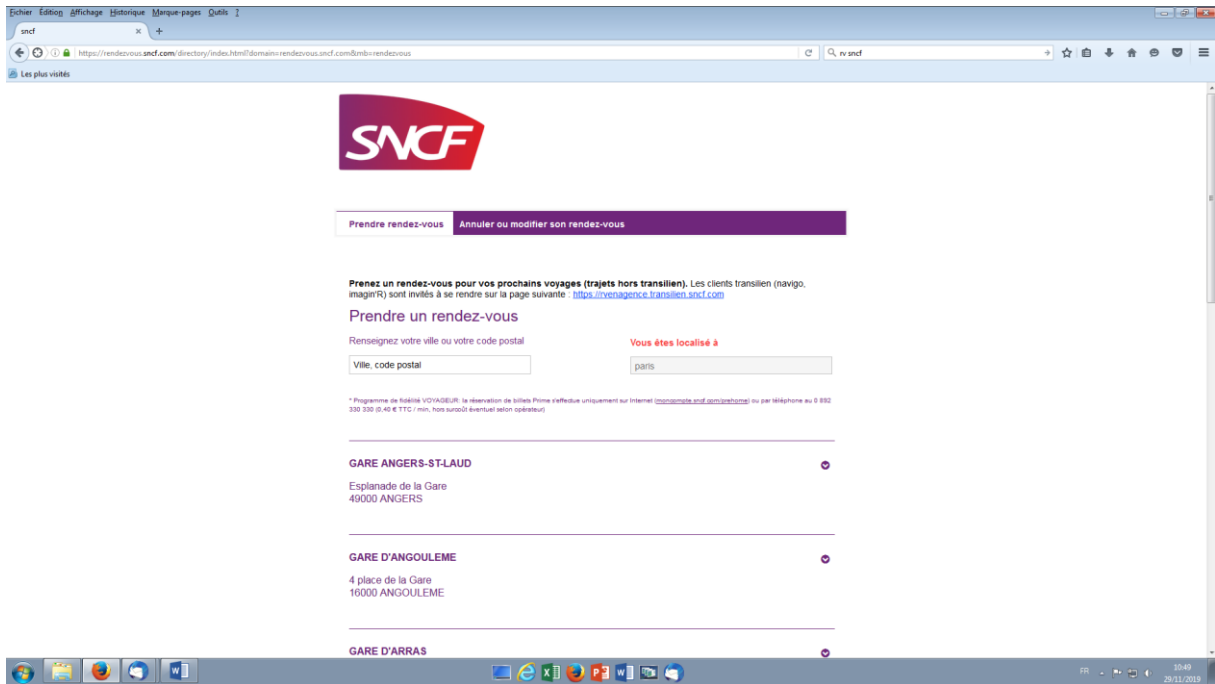 Fichier Édition Affichage Historique Marque-pages Outils ?
sncf × +
https://rendezvous.sncf.com/directory/index.html?domain=rendezvous.sncf.com&mb=rendezvous rv sncf
Les plus visités
SNCF
Prendre rendez-vous Annuler ou modifier son rendez-vous
Prenez un rendez-vous pour vos prochains voyages (trajets hors transilien). Les clients transilien (navigo,
imagin'R) sont invités à se rendre sur la page suivante : https://rvenagence.transilien.sncf.com
Prendre un rendez-vous
Renseignez votre ville ou votre code postal Vous êtes localisé à
Ville, code postal paris
* Programme de fidélité VOYAGEUR: la réservation de billets Prime s'effectue uniquement sur Internet (moncompte.sncf.com/prehome) ou par téléphone au 0 892
330 330 (0,40 € TTC / min, hors surcoût éventuel selon opérateur)
GARE ANGERS-ST-LAUD
Esplanade de la Gare
49000 ANGERS
GARE D'ANGOULEME
4 place de la Gare
16000 ANGOULEME
GARE D'ARRAS
FR 10:49
29/11/2019